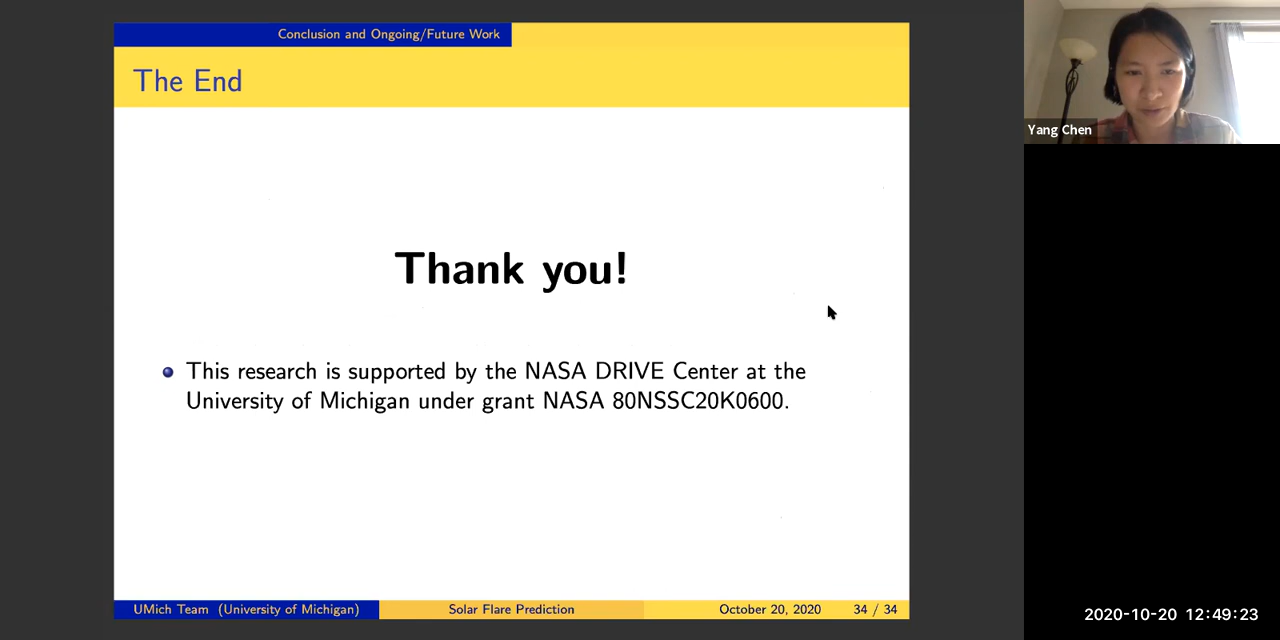 Conclusion and Ongoing/Future Work
The End
Thank you!
This research is supported by the NASA DRIVE Center at the
University of Michigan under grant NASA 80NSSC20K0600.
UMich Team (University of Michigan)
Solar Flare Prediction
October 20, 2020
34 / 34
Yang Chen
2020-10-20 12:49:23